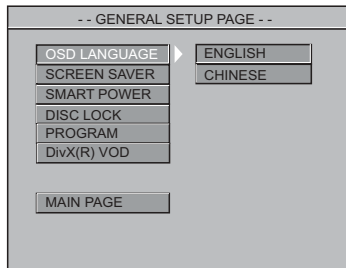 - - GENERAL SETUP PAGE - -
OSD LANGUAGE ENGLISH
SCREEN SAVER CHINESE
SMART POWER
DISC LOCK
PROGRAM
DivX(R) VOD
MAIN PAGE